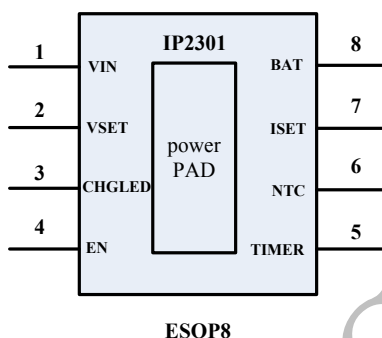 IP2301
1 VIN
2 VSET
3 CHGLED
4 EN
power
PAD
8 BAT
7 ISET
6 NTC
5 TIMER
ESOP8